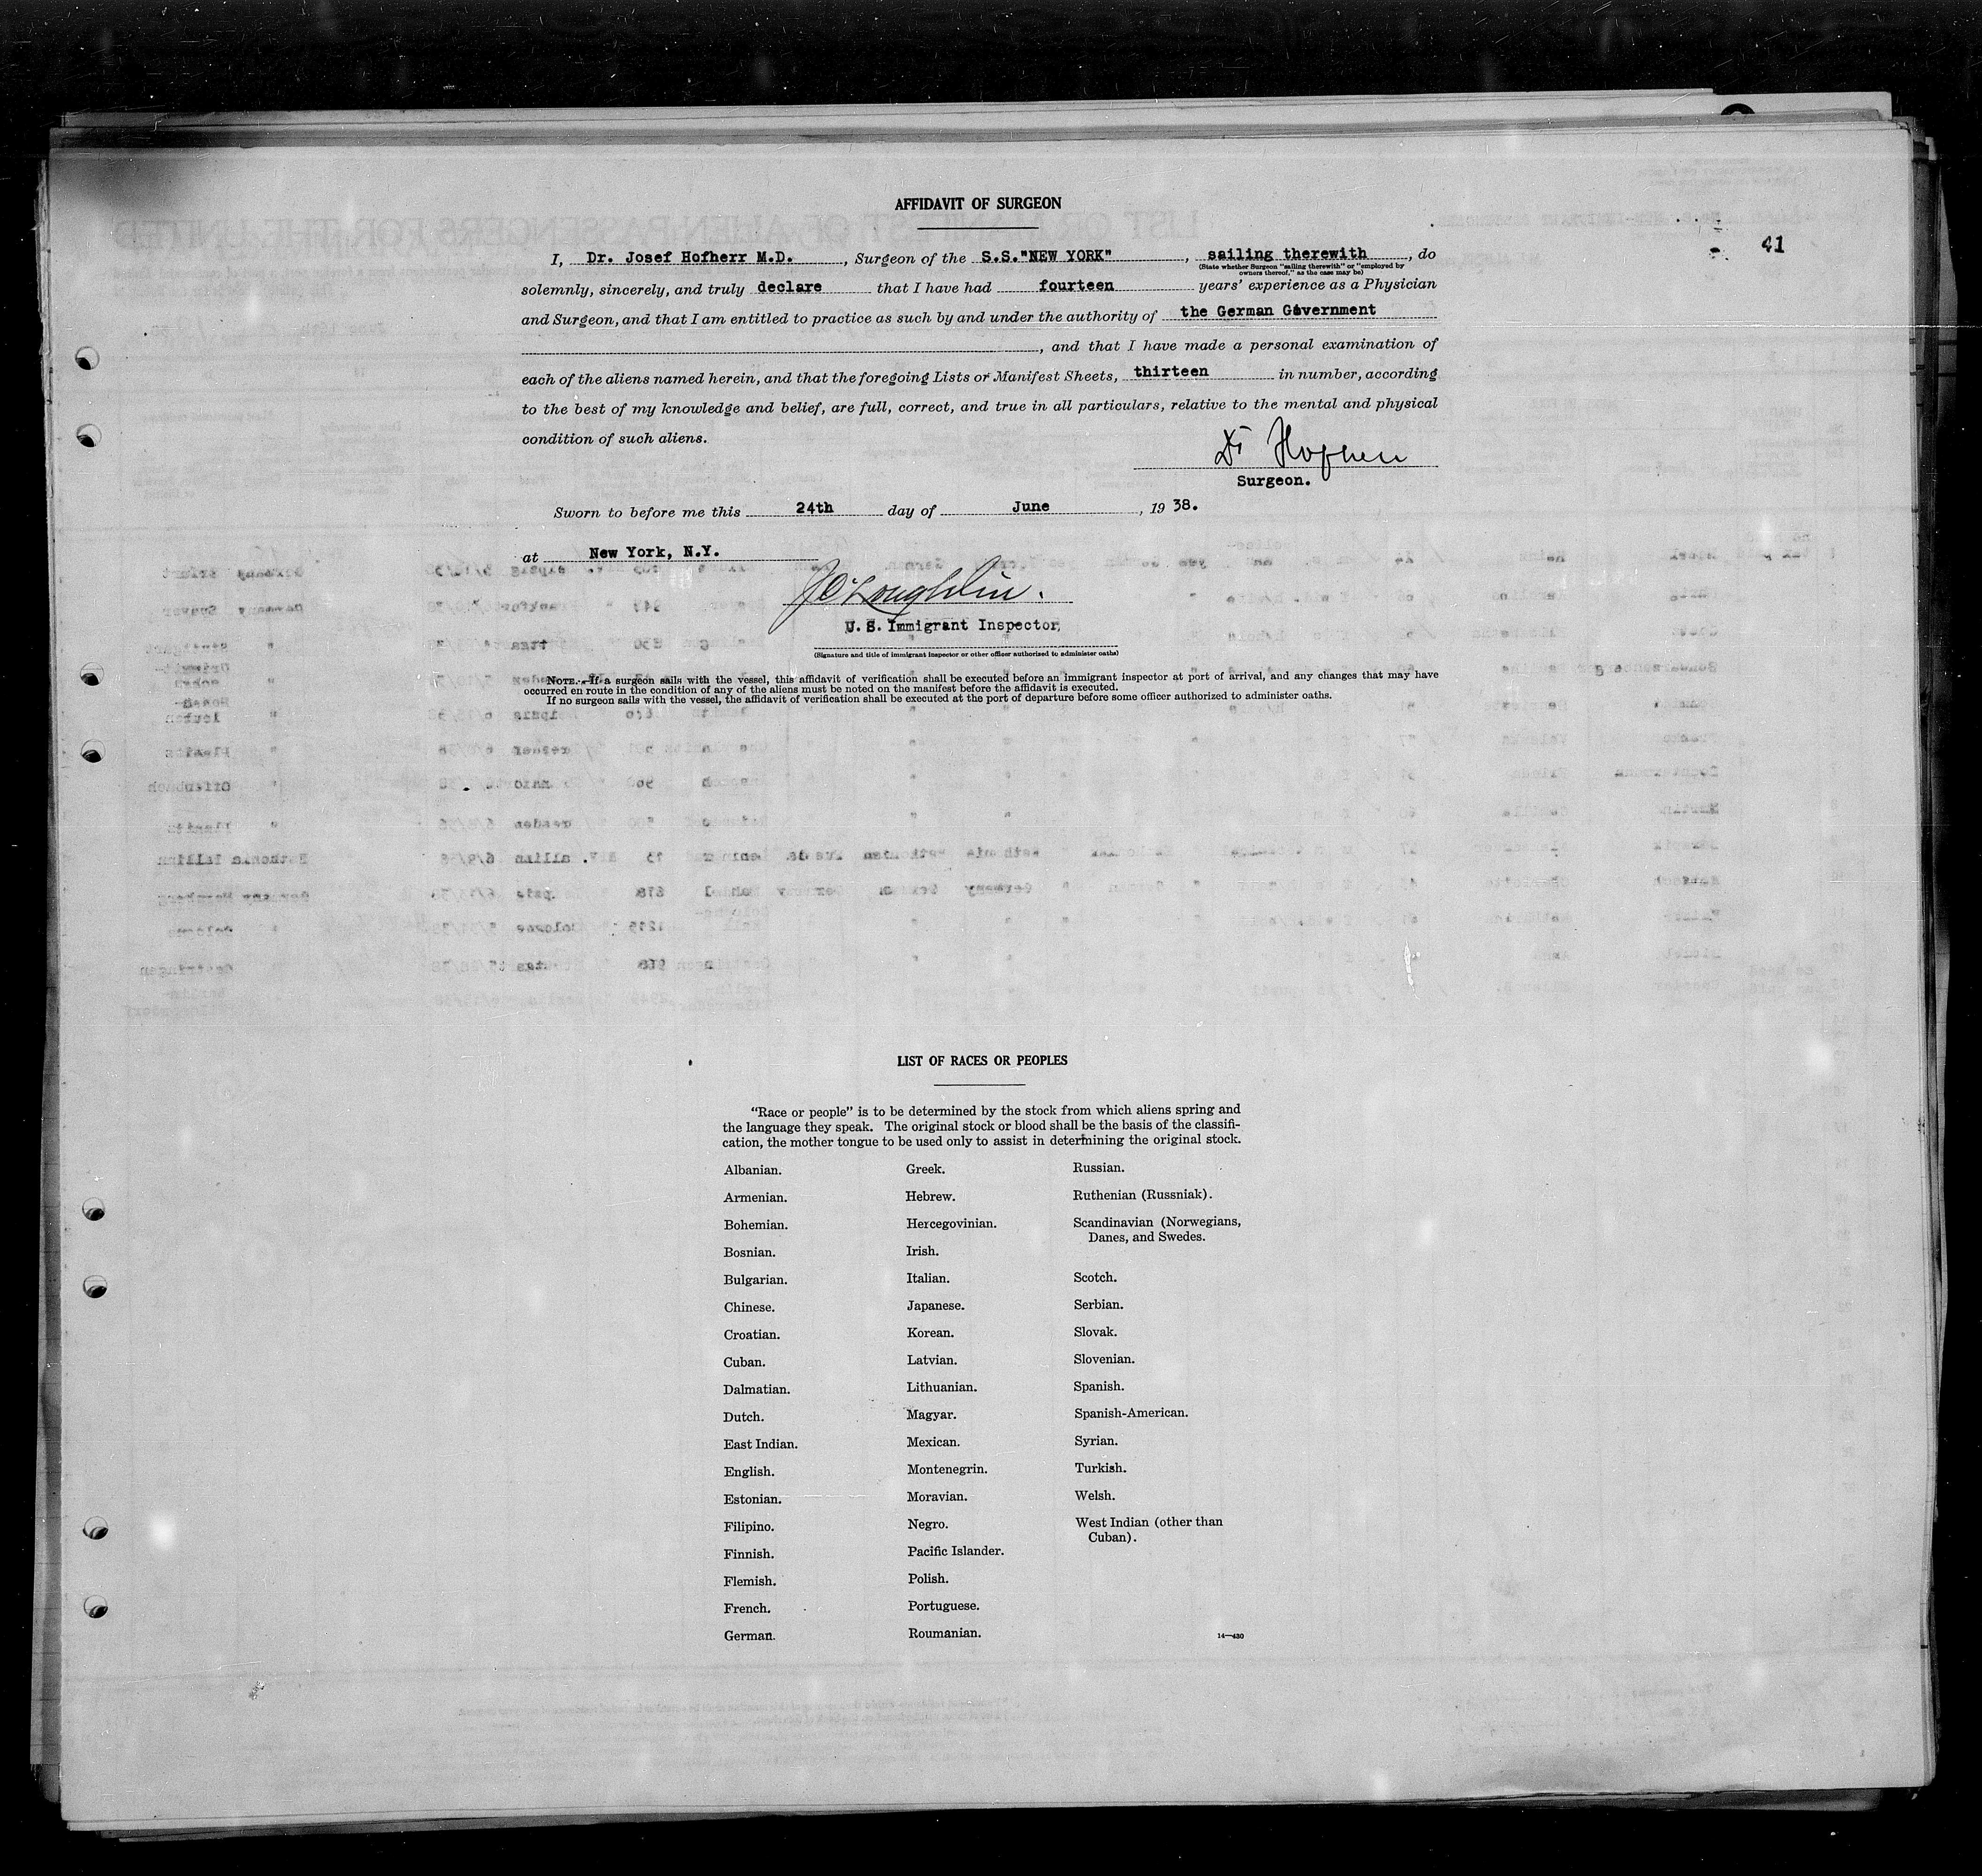 AFFIDAVIT OF SURGEON
41
I, Dr. Josef Hofherr M.D. , Surgeon of the S.S."NEW YORK" , sailing therewith , do
(State whether Surgeon "sailing therewith" or "employed by
owners thereof," as the case may be)
solemnly, sincerely, and truly declare that I have had fourteen years' experience as a Physician
and Surgeon, and that I am entitled to practice as such by and under the authority of the German Government
, and that I have made a personal examination of
each of the aliens named herein, and that the foregoing Lists or Manifest Sheets, thirteen in number, according
to the best of my knowledge and belief, are full, correct, and true in all particulars, relative to the mental and physical
condition of such aliens.
Dr Hofherr
Surgeon.
Sworn to before me this 24th day of June , 19 38.
at New York, N.Y.
J O'Loughlin.
U.S. Immigrant Inspector,
(Signature and title of immigrant inspector or other officer authorized to administer oaths)
NOTE.—If a surgeon sails with the vessel, this affidavit of verification shall be executed before an immigrant inspector at port of arrival, and any changes that may have
occurred en route in the condition of any of the aliens must be noted on the manifest before the affidavit is executed.
If no surgeon sails with the vessel, the affidavit of verification shall be executed at the port of departure before some officer authorized to administer oaths.
LIST OF RACES OR PEOPLES
"Race or people" is to be determined by the stock from which aliens spring and
the language they speak. The original stock or blood shall be the basis of the classifi-
cation, the mother tongue to be used only to assist in determining the original stock.
Albanian.
Armenian.
Bohemian.
Bosnian.
Bulgarian.
Chinese.
Croatian.
Cuban.
Dalmatian.
Dutch.
East Indian.
English.
Estonian.
Filipino.
Finnish.
Flemish.
French.
German.
Greek.
Hebrew.
Hercegovinian.
Irish.
Italian.
Japanese.
Korean.
Latvian.
Lithuanian.
Magyar.
Mexican.
Montenegrin.
Moravian.
Negro.
Pacific Islander.
Polish.
Portuguese.
Roumanian.
Russian.
Ruthenian (Russniak).
Scandinavian (Norwegians,
Danes, and Swedes.
Scotch.
Serbian.
Slovak.
Slovenian.
Spanish.
Spanish-American.
Syrian.
Turkish.
Welsh.
West Indian (other than
Cuban).
14—430